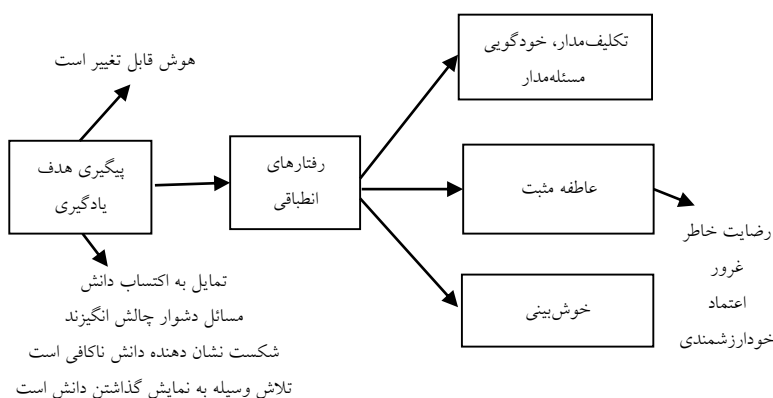 هوش قابل تغییر است
پیگیری هدف
یادگیری
تمایل به اکتساب دانش
مسائل دشوار چالش انگیزند
شکست نشان دهنده دانش ناکافی است
تلاش وسیله به نمایش گذاشتن دانش است
رفتارهای
انطباقی
تکلیف‌مدار، خودگویی
مسئله‌مدار
عاطفه مثبت
خوش‌بینی
رضایت خاطر
غرور
اعتماد
خودارزشمندی